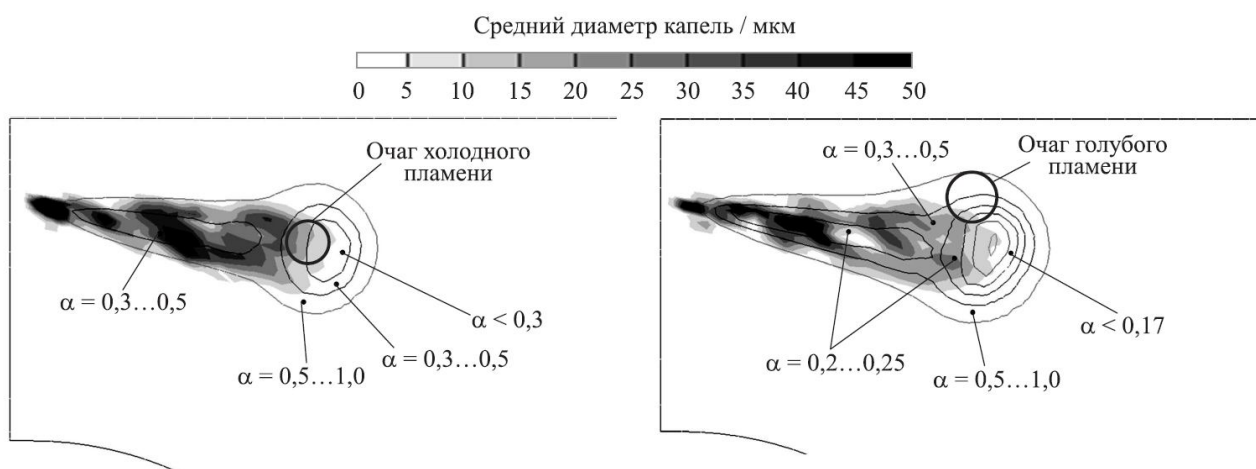 Средний диаметр капель / мкм
0 5 10 15 20 25 30 35 40 45 50
Очаг холодного
пламени
α = 0,3…0,5
α < 0,3
α = 0,3…0,5
α = 0,5…1,0
α = 0,3…0,5
Очаг голубого
пламени
α < 0,17
α = 0,2…0,25
α = 0,5…1,0